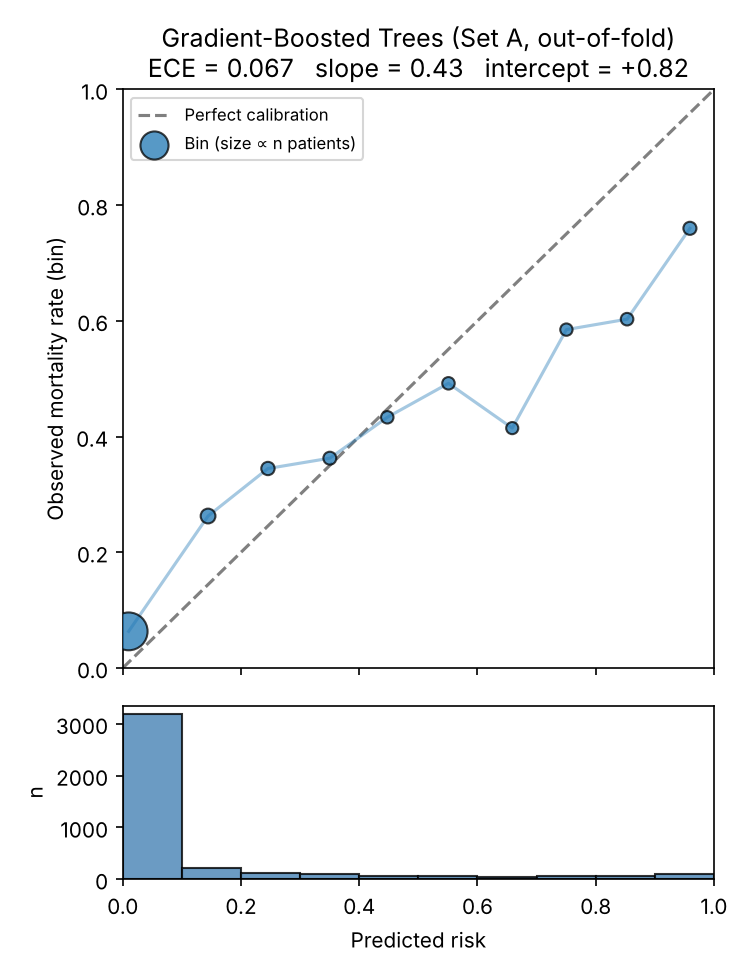 Gradient-Boosted Trees (Set A, out-of-fold)
ECE = 0.067   slope = 0.43   intercept = +0.82
Perfect calibration
Bin (size ∝ n patients)
Observed mortality rate (bin)
1.0
0.8
0.6
0.4
0.2
0.0
n
3000
2000
1000
0
0.0 0.2 0.4 0.6 0.8 1.0
Predicted risk